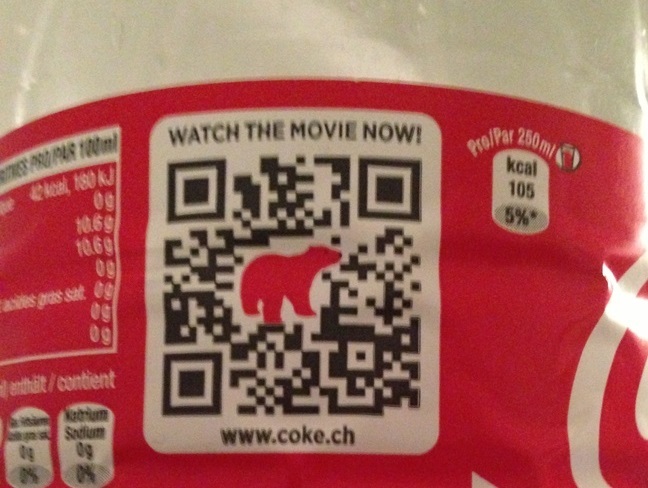 PRO/PAR 100ml
42 kcal, 180 kJ
0g
10.6g
10.6g
0g
acides gras sat. 0g
0g
0g
enthält / contient
0g
0%
Natrium
Sodium
0g
0%
WATCH THE MOVIE NOW!
www.coke.ch
Pro/Par 250ml
kcal
105
5%*